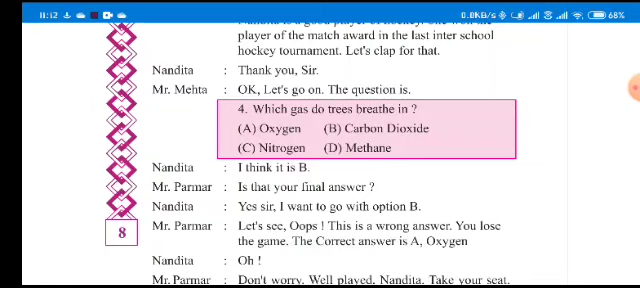 11:12
0.0KB/s
68%
player of the match award in the last inter school
hockey tournament. Let's clap for that.
Nandita : Thank you, Sir.
Mr. Mehta : OK, Let's go on. The question is.
4. Which gas do trees breathe in ?
(A) Oxygen (B) Carbon Dioxide
(C) Nitrogen (D) Methane
Nandita : I think it is B.
Mr. Parmar : Is that your final answer ?
Nandita : Yes sir, I want to go with option B.
Mr. Parmar : Let's see, Oops ! This is a wrong answer. You lose
the game. The Correct answer is A, Oxygen
Nandita : Oh !
Mr. Parmar : Don't worry. Well played, Nandita. Take your seat.
8